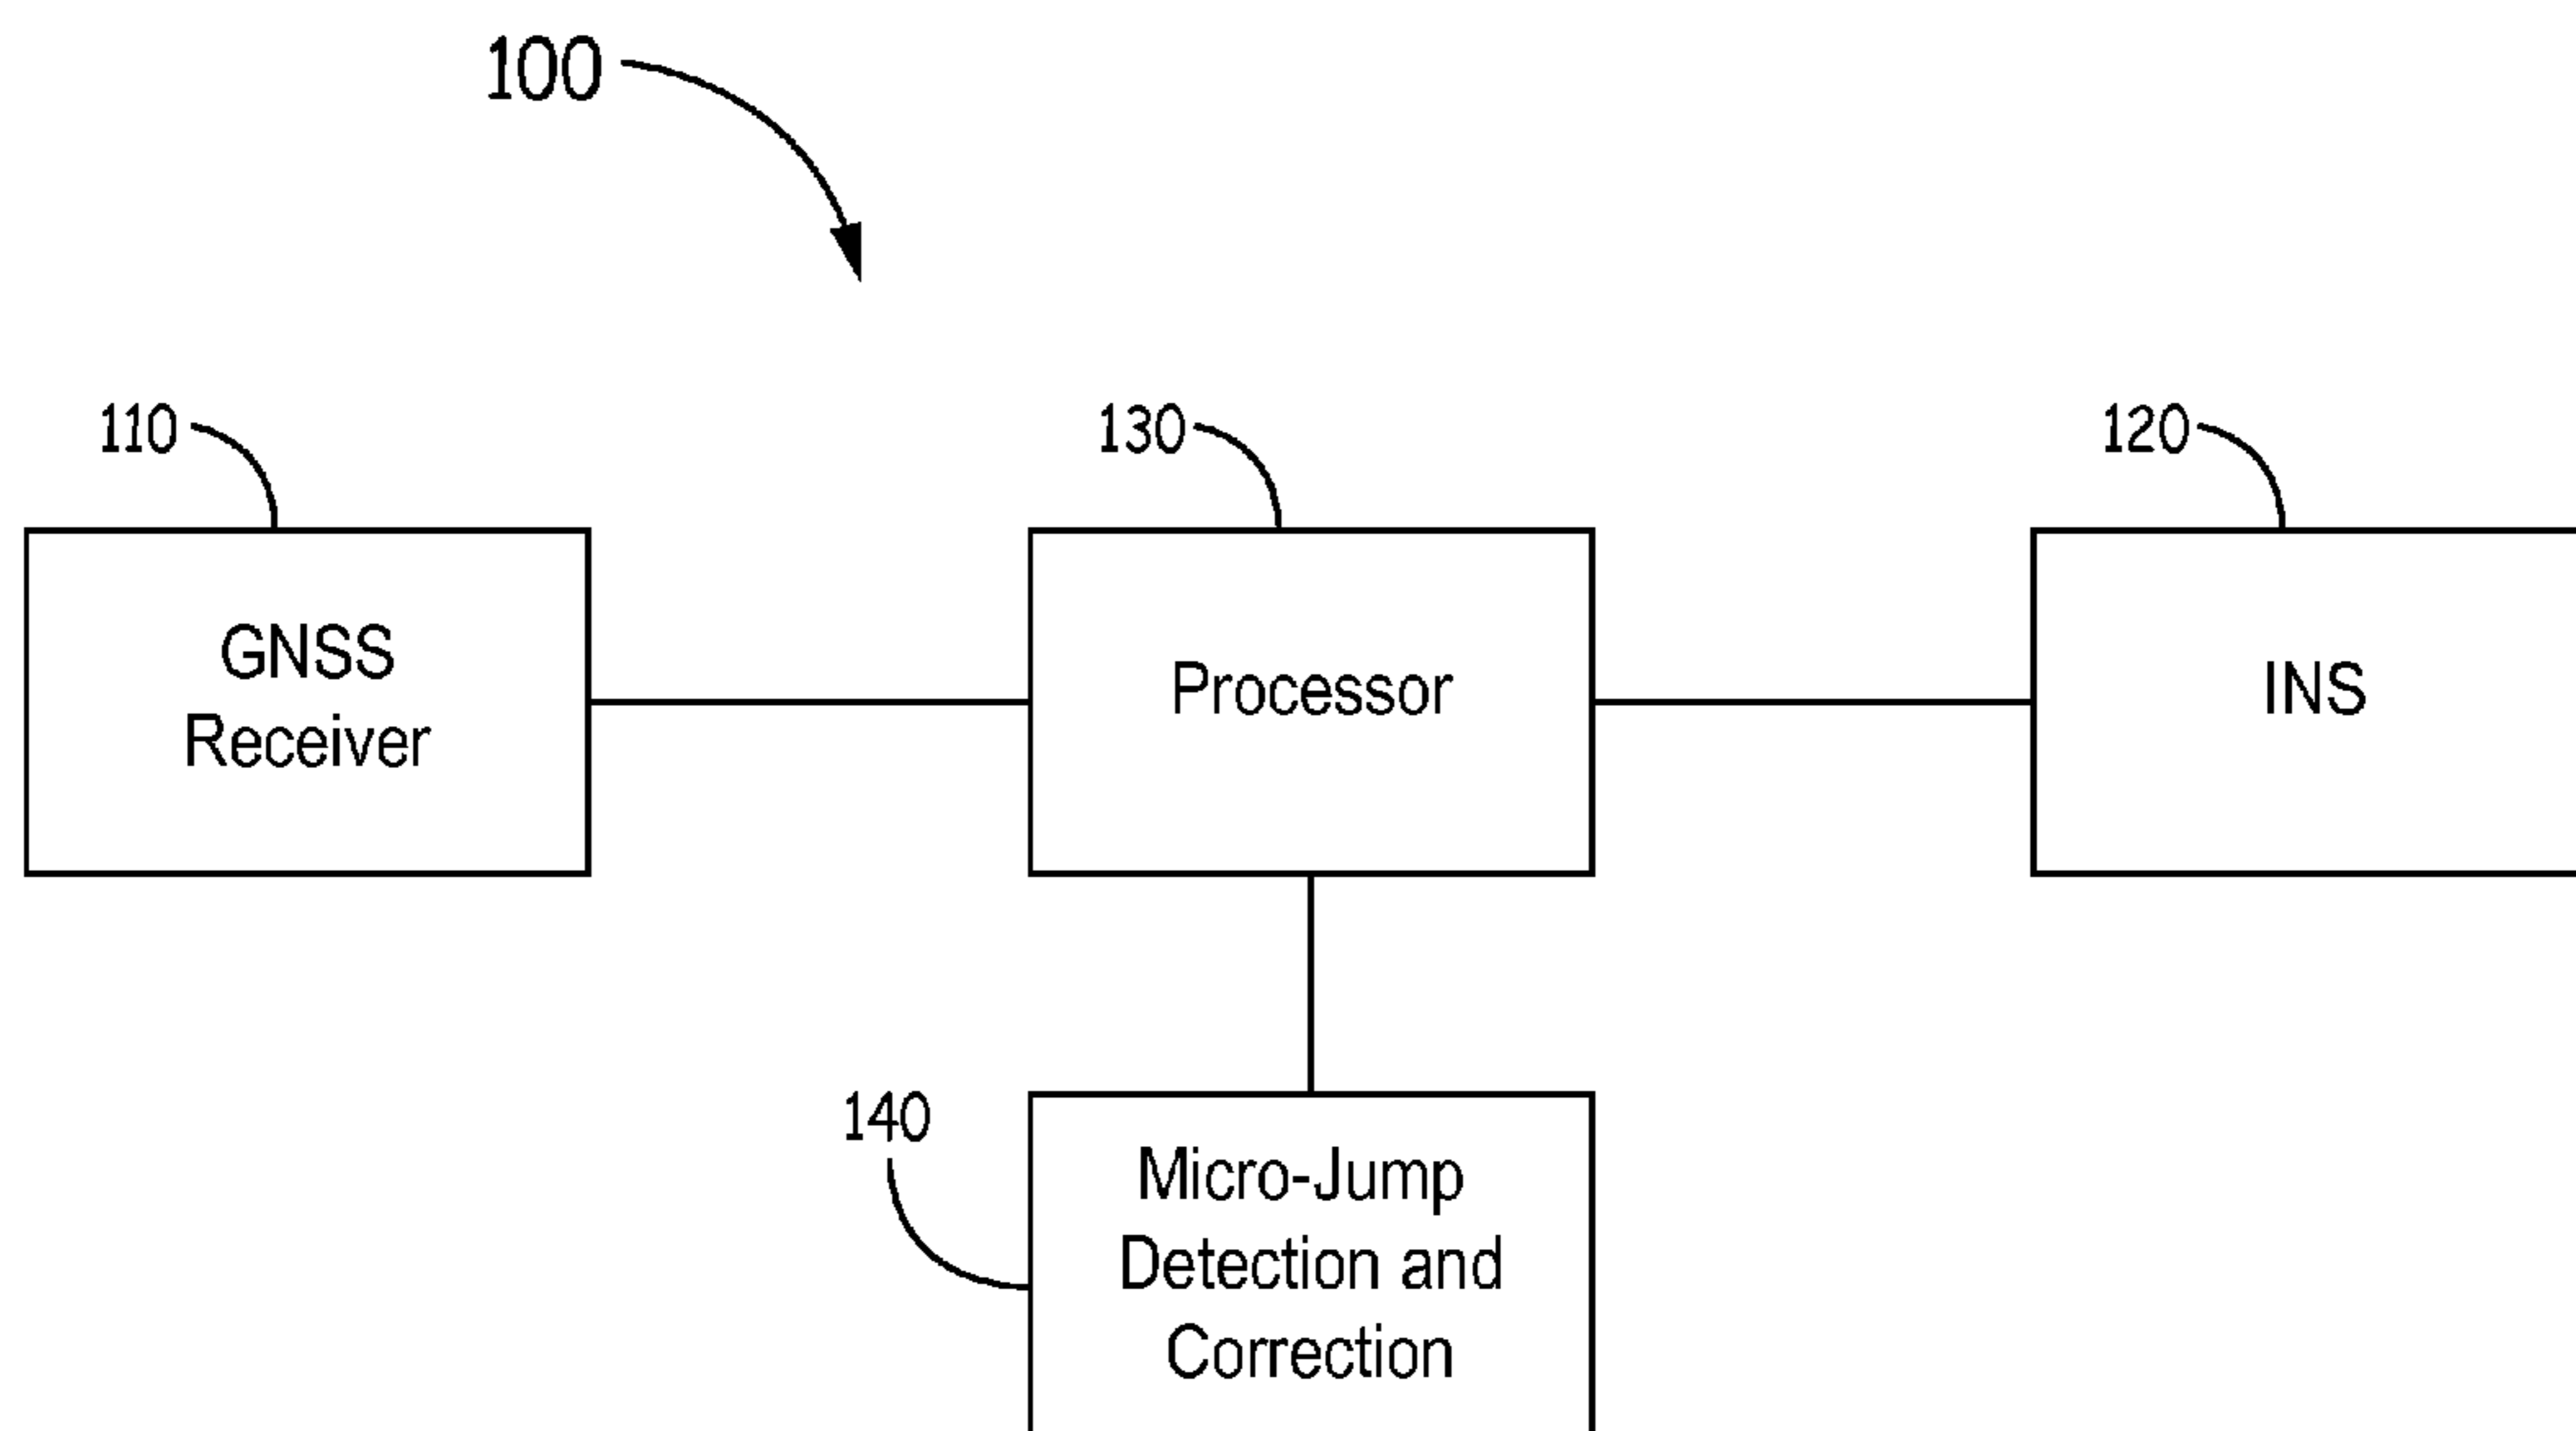 100
110
130
120
GNSS
Receiver
Processor
INS
140
Micro-Jump
Detection and
Correction